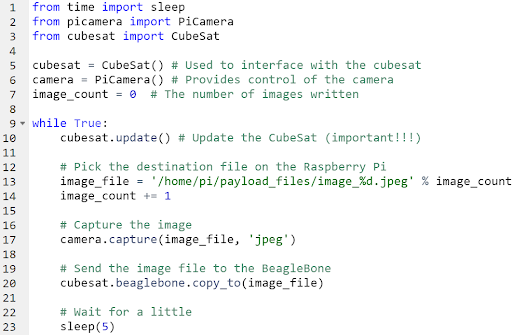 1 from time import sleep
2 from picamera import PiCamera
3 from cubesat import CubeSat
4
5 cubesat = CubeSat() # Used to interface with the cubesat
6 camera = PiCamera() # Provides control of the camera
7 image_count = 0  # The number of images written
8
9 while True:
10     cubesat.update() # Update the CubeSat (important!!!)
11
12     # Pick the destination file on the Raspberry Pi
13     image_file = '/home/pi/payload_files/image_%d.jpeg' % image_count
14     image_count += 1
15
16     # Capture the image
17     camera.capture(image_file, 'jpeg')
18
19     # Send the image file to the BeagleBone
20     cubesat.beaglebone.copy_to(image_file)
21
22     # Wait for a little
23     sleep(5)